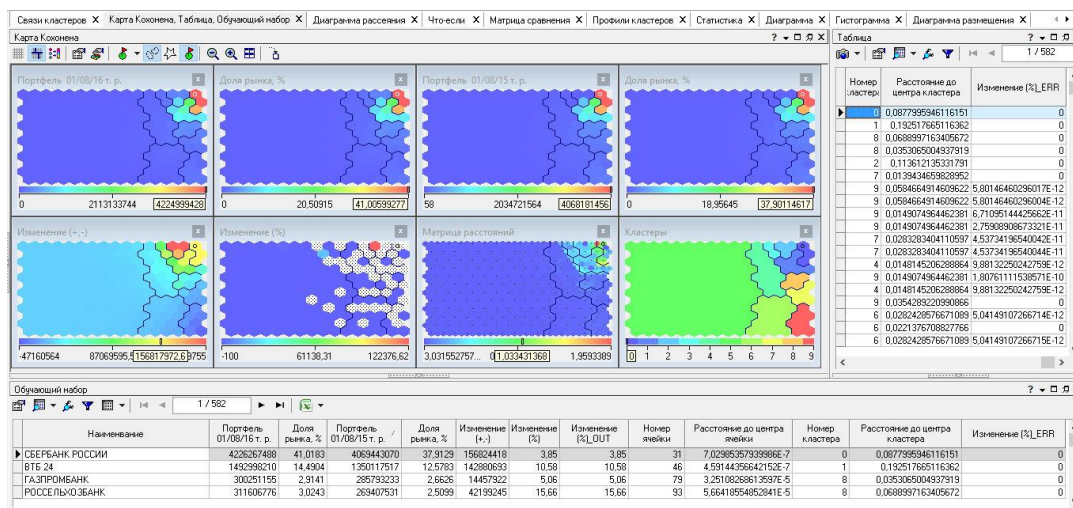 Связи кластеров X Карта Кохонена, Таблица, Обучающий набор X Диаграмма рассеяния X Что-если X Матрица сравнения X Профили кластеров X Статистика X Диаграмма X Гистограмма X Диаграмма размещения X
Карта Кохонена
Портфель 01/08/16 т. р.
Доля рынка, %
Портфель 01/08/15 т. р.
Доля рынка, %
0 2113133744 4224999428
0 20,50915 41,00599277
58 2034721564 4068181456
0 18,95645 37,90114617
Изменение (+,-)
Изменение (%)
Матрица расстояний
Кластеры
-47160564 87069595,5 156817972,6 9755
-100 61138,31 122376,62
3,031552757... 0 1,033431368 1,9593389
0 1 2 3 4 5 6 7 8 9
Таблица
1 / 582
Номер кластера Расстояние до центра кластера Изменение (%)_ERR
0 0,0877995946116151 0
1 0,192517665116362 0
8 0,0688997163405672 0
8 0,0353065004937919 0
2 0,113612135331791 0
7 0,0139434659828952 0
9 0,0584664914609622 5,80146460296017E-12
9 0,0584664914609622 5,80146460296004E-12
9 0,0149074964462381 6,71095144425662E-11
9 0,0149074964462381 2,75908908673321E-11
7 0,0283283404110597 4,53734196540042E-11
7 0,0283283404110597 4,53734196540044E-11
4 0,0148145206288864 9,88132250242759E-12
9 0,0149074964462381 1,80761111538571E-10
4 0,0148145206288864 9,88132250242759E-12
9 0,0354289220990866 0
6 0,0282428576671089 5,04149107266714E-12
6 0,0221376708827766 0
6 0,0282428576671089 5,04149107266715E-12
Обучающий набор
1 / 582
Наименвание Портфель 01/08/16 т. р. Доля рынка, % Портфель 01/08/15 т. р. Доля рынка, % Изменение (+,-) Изменение (%) Изменение (%)_OUT Номер ячейки Расстояние до центра ячейки Номер кластера Расстояние до центра кластера Изменение (%)_ERR
СБЕРБАНК РОССИИ 4226267488 41,0183 4069443070 37,9129 156824418 3,85 3,85 31 7,02985357939986E-7 0 0,0877995946116151 0
ВТБ 24 1492998210 14,4904 1350117517 12,5783 142880693 10,58 10,58 46 4,59144356642152E-7 1 0,192517665116362 0
ГАЗПРОМБАНК 300251155 2,9141 285793233 2,6626 14457922 5,06 5,06 79 3,25108268613597E-5 8 0,0353065004937919 0
РОССЕЛЬХОЗБАНК 311606776 3,0243 269407531 2,5099 42199245 15,66 15,66 93 5,66418554852841E-5 8 0,0688997163405672 0